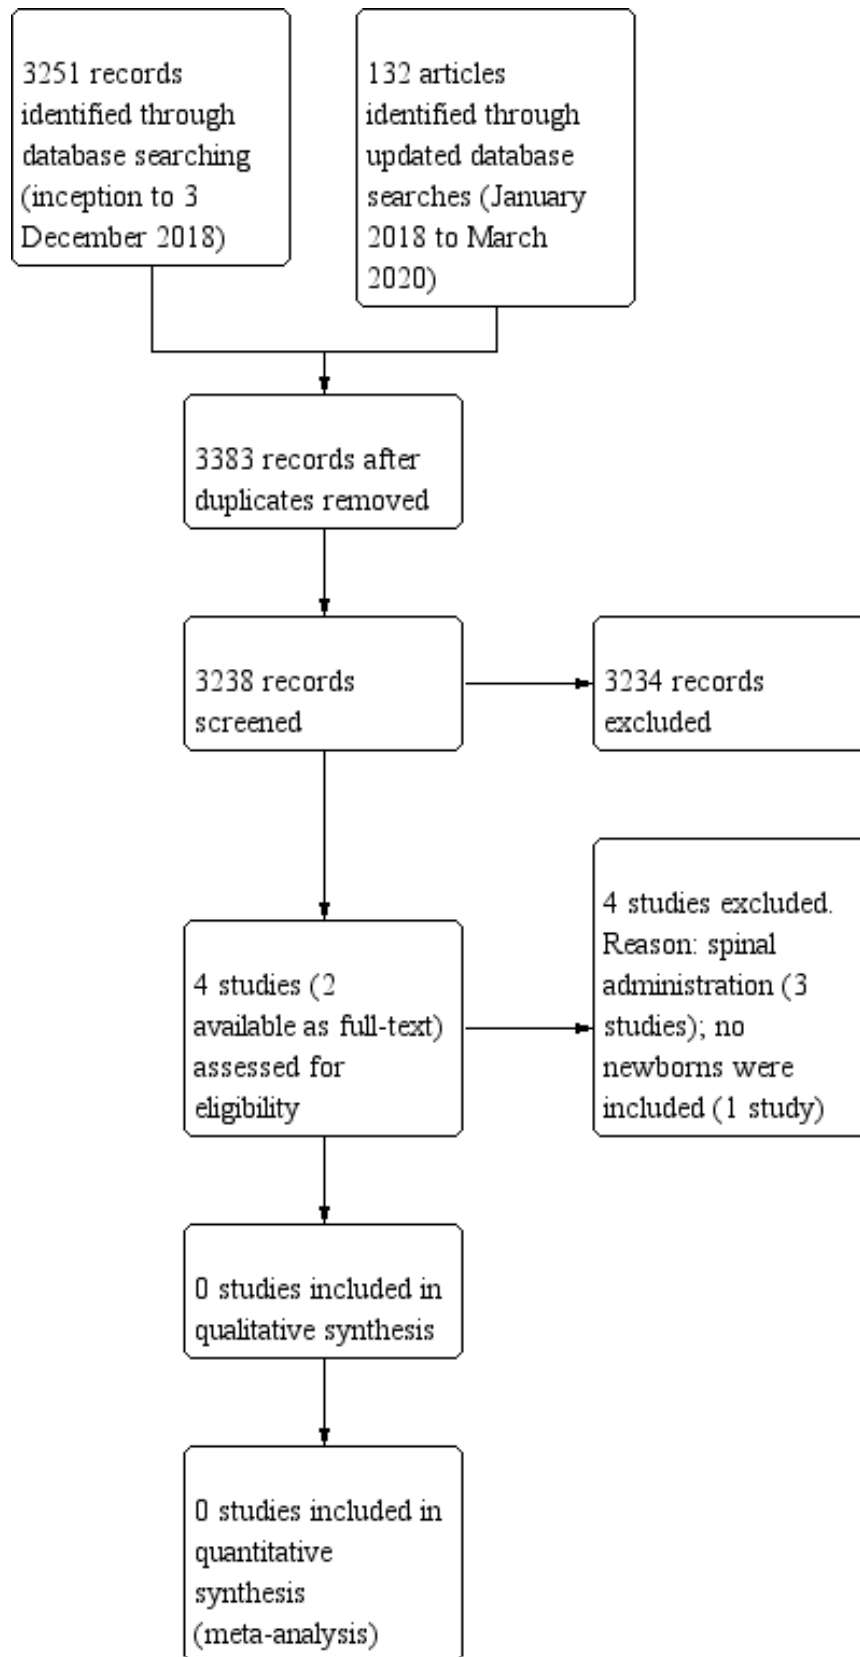 3251 records
identified through
database searching
(inception to 3
December 2018)
132 articles
identified through
updated database
searches (January
2018 to March
2020)
3383 records after
duplicates removed
3238 records
screened
3234 records
excluded
4 studies (2
available as full-text)
assessed for
eligibility
4 studies excluded.
Reason: spinal
administration (3
studies); no
newborns were
included (1 study)
0 studies included in
qualitative synthesis
0 studies included in
quantitative
synthesis
(meta-analysis)